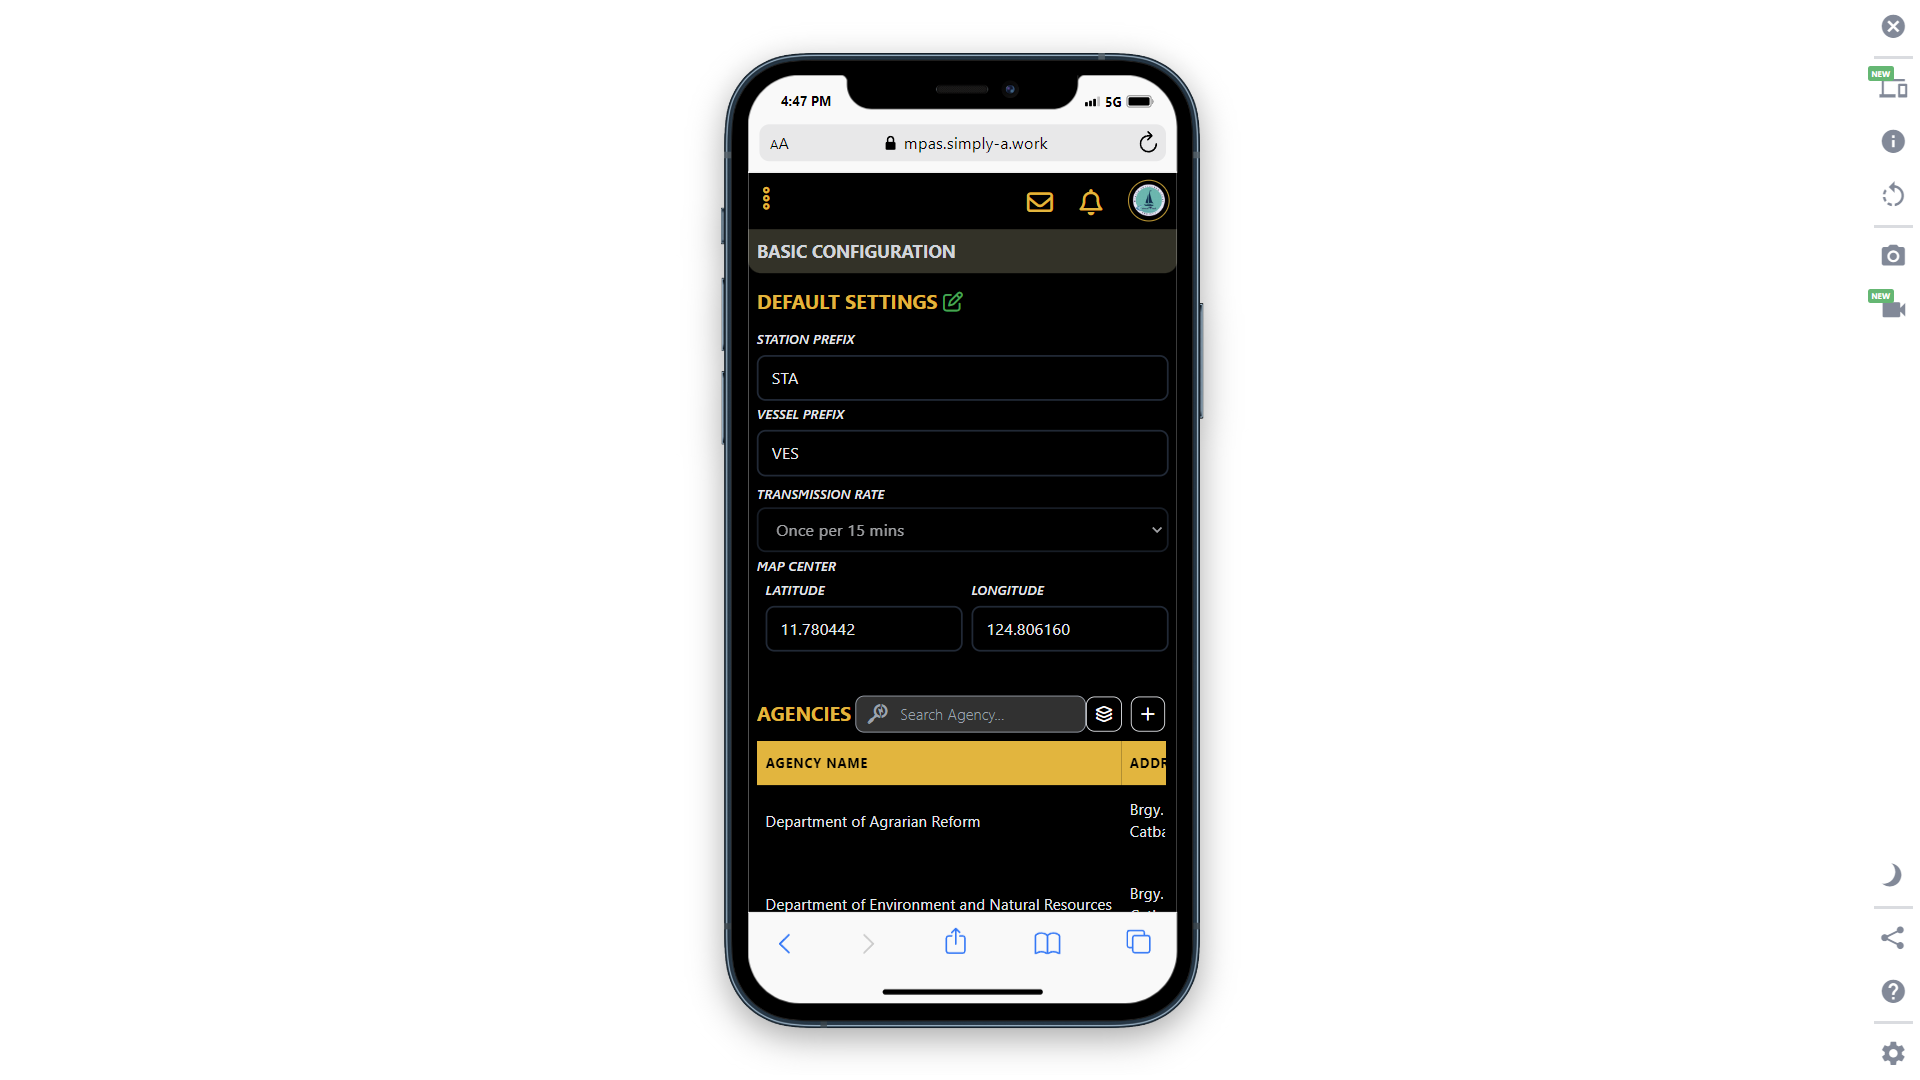 4:47 PM
5G
AA
mpas.simply-a.work
BASIC CONFIGURATION
DEFAULT SETTINGS
STATION PREFIX
STA
VESSEL PREFIX
VES
TRANSMISSION RATE
Once per 15 mins
MAP CENTER
LATITUDE
LONGITUDE
11.780442
124.806160
AGENCIES
Search Agency...
AGENCY NAME
ADDR
Department of Agrarian Reform
Brgy.
Catba
Department of Environment and Natural Resources
Brgy.
NEW
NEW